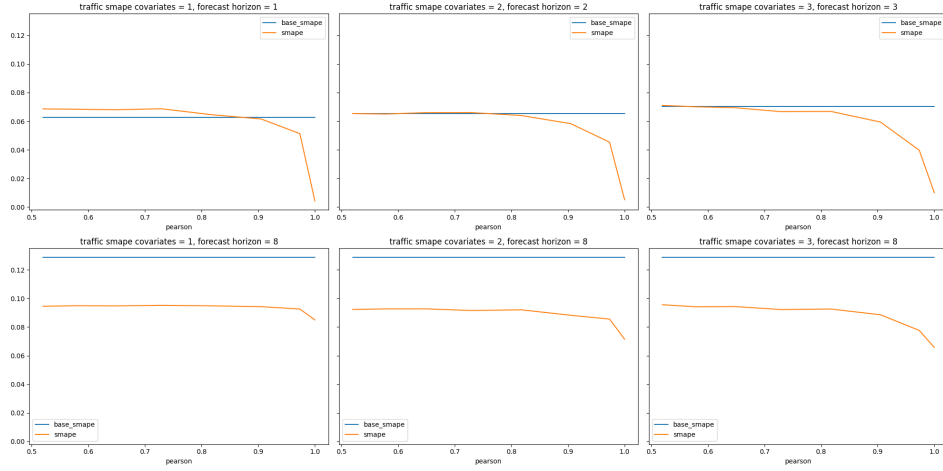 traffic smape covariates = 1, forecast horizon = 1
base_smape
smape
0.12
0.10
0.08
0.06
0.04
0.02
0.00
0.5 0.6 0.7 0.8 0.9 1.0
pearson
traffic smape covariates = 2, forecast horizon = 2
base_smape
smape
0.5 0.6 0.7 0.8 0.9 1.0
pearson
traffic smape covariates = 3, forecast horizon = 3
base_smape
smape
0.5 0.6 0.7 0.8 0.9 1.0
pearson
traffic smape covariates = 1, forecast horizon = 8
0.12
0.10
0.08
0.06
0.04
0.02
0.00
base_smape
smape
0.5 0.6 0.7 0.8 0.9 1.0
pearson
traffic smape covariates = 2, forecast horizon = 8
base_smape
smape
0.5 0.6 0.7 0.8 0.9 1.0
pearson
traffic smape covariates = 3, forecast horizon = 8
base_smape
smape
0.5 0.6 0.7 0.8 0.9 1.0
pearson